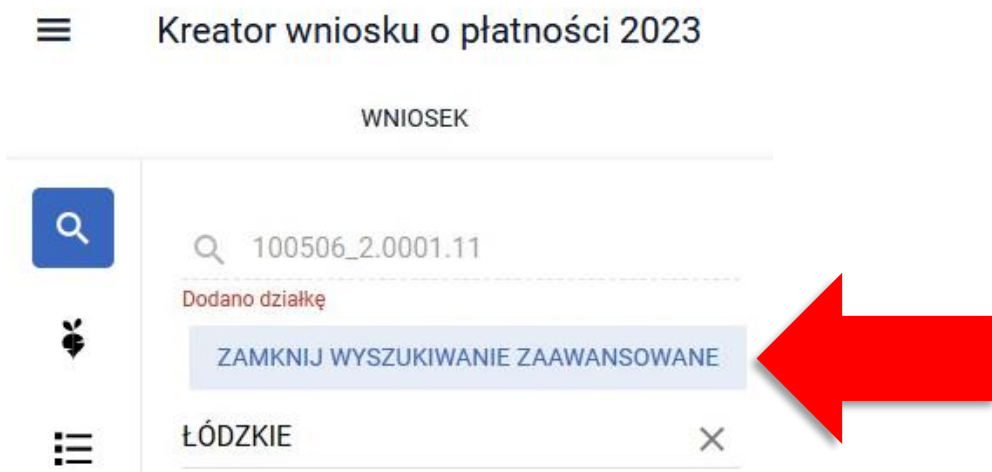 Kreator wniosku o płatności 2023
WNIOSEK
100506_2.0001.11
Dodano działkę
ZAMKNIJ WYSZUKIWANIE ZAAWANSOWANE
ŁÓDZKIE